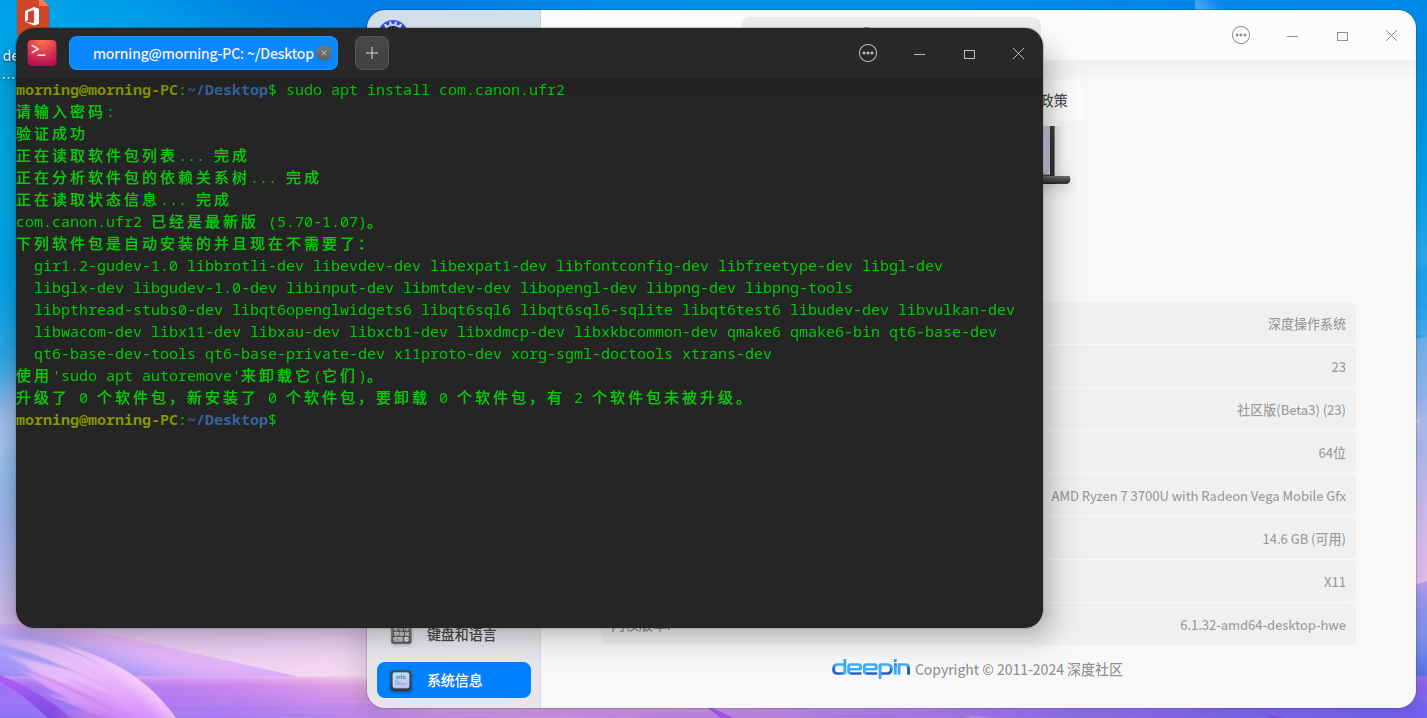 de
...
morning@morning-PC: ~/Desktop
morning@morning-PC:~/Desktop$ sudo apt install com.canon.ufr2
请输入密码:
验证成功
正在读取软件包列表... 完成
正在分析软件包的依赖关系树... 完成
正在读取状态信息... 完成
com.canon.ufr2 已经是最新版 (5.70-1.07)。
下列软件包是自动安装的并且现在不需要了:
gir1.2-gudev-1.0 libbrotli-dev libevdev-dev libexpat1-dev libfontconfig-dev libfreetype-dev libgl-dev
libglx-dev libgudev-1.0-dev libinput-dev libmtdev-dev libopengl-dev libpng-dev libpng-tools
libpthread-stubs0-dev libqt6openglwidgets6 libqt6sql6 libqt6sql6-sqlite libqt6test6 libudev-dev libvulkan-dev
libwacom-dev libx11-dev libxau-dev libxcb1-dev libxdmcp-dev libxkbcommon-dev qmake6 qmake6-bin qt6-base-dev
qt6-base-dev-tools qt6-base-private-dev x11proto-dev xorg-sgml-doctools xtrans-dev
使用'sudo apt autoremove'来卸载它(它们)。
升级了 0 个软件包，新安装了 0 个软件包，要卸载 0 个软件包，有 2 个软件包未被升级。
morning@morning-PC:~/Desktop$
政策
深度操作系统
23
社区版(Beta3) (23)
64位
AMD Ryzen 7 3700U with Radeon Vega Mobile Gfx
14.6 GB (可用)
X11
6.1.32-amd64-desktop-hwe
键盘和语言
info
系统信息
deepin Copyright © 2011-2024 深度社区